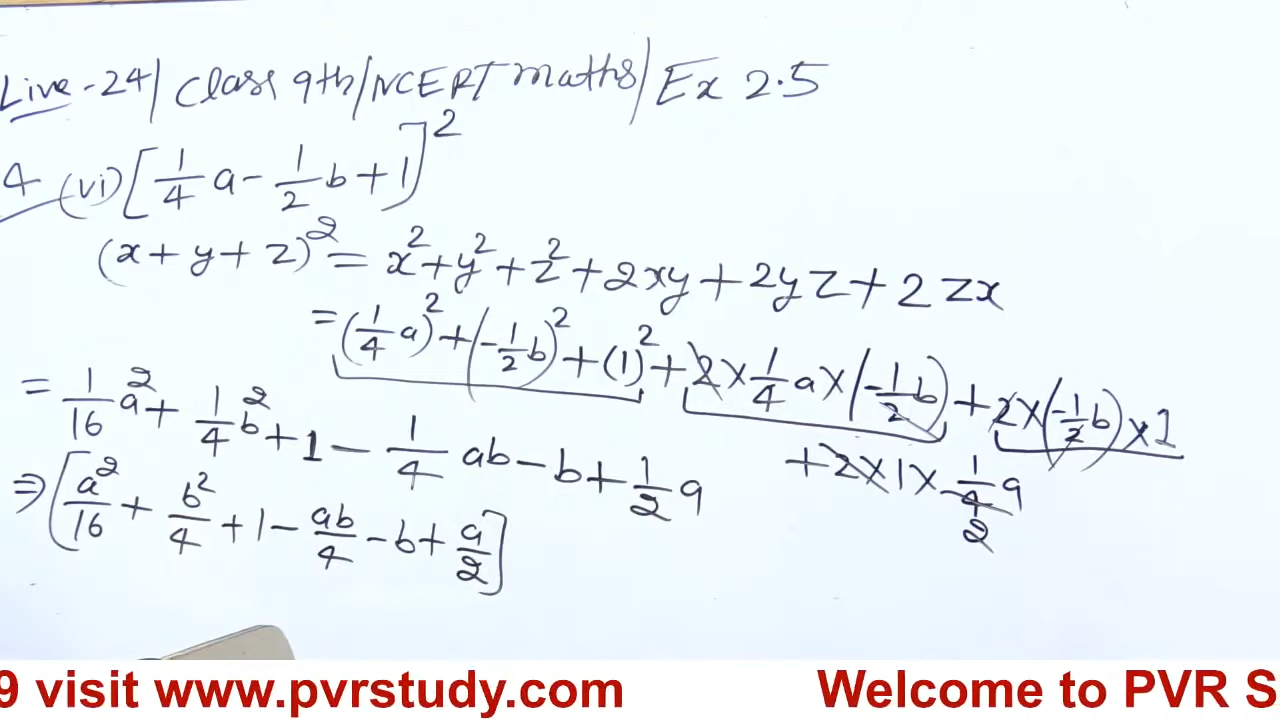 Live-24/ Class 9th/NCERT maths/ Ex 2.5
4 (vi) [1/4 a - 1/2 b + 1]²
(x + y + z)² = x² + y² + z² + 2xy + 2yz + 2zx
= (1/4 a)² + (-1/2 b)² + (1)² + 2 × 1/4 a × (-1/2 b) + 2 × (-1/2 b) × 1
+ 2 × 1 × 1/4 a
2
= 1/16 a² + 1/4 b² + 1 - 1/4 ab - b + 1/2 a
⇒ [a²/16 + b²/4 + 1 - ab/4 - b + a/2]
9 visit www.pvrstudy.com Welcome to PVR S